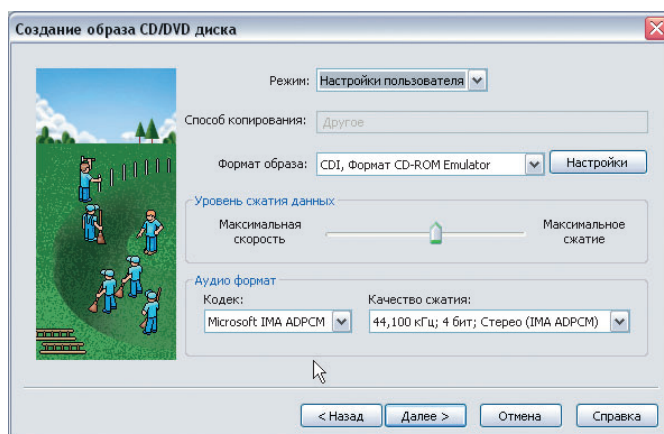 Создание образа CD/DVD диска
Режим: Настройки пользователя
Способ копирования: Другое
Формат образа: CDI, Формат CD-ROM Emulator Настройки
Уровень сжатия данных
Максимальная скорость
Максимальное сжатие
Аудио формат
Кодек: Качество сжатия:
Microsoft IMA ADPCM 44,100 кГц; 4 бит; Стерео (IMA ADPCM)
< Назад Далее > Отмена Справка